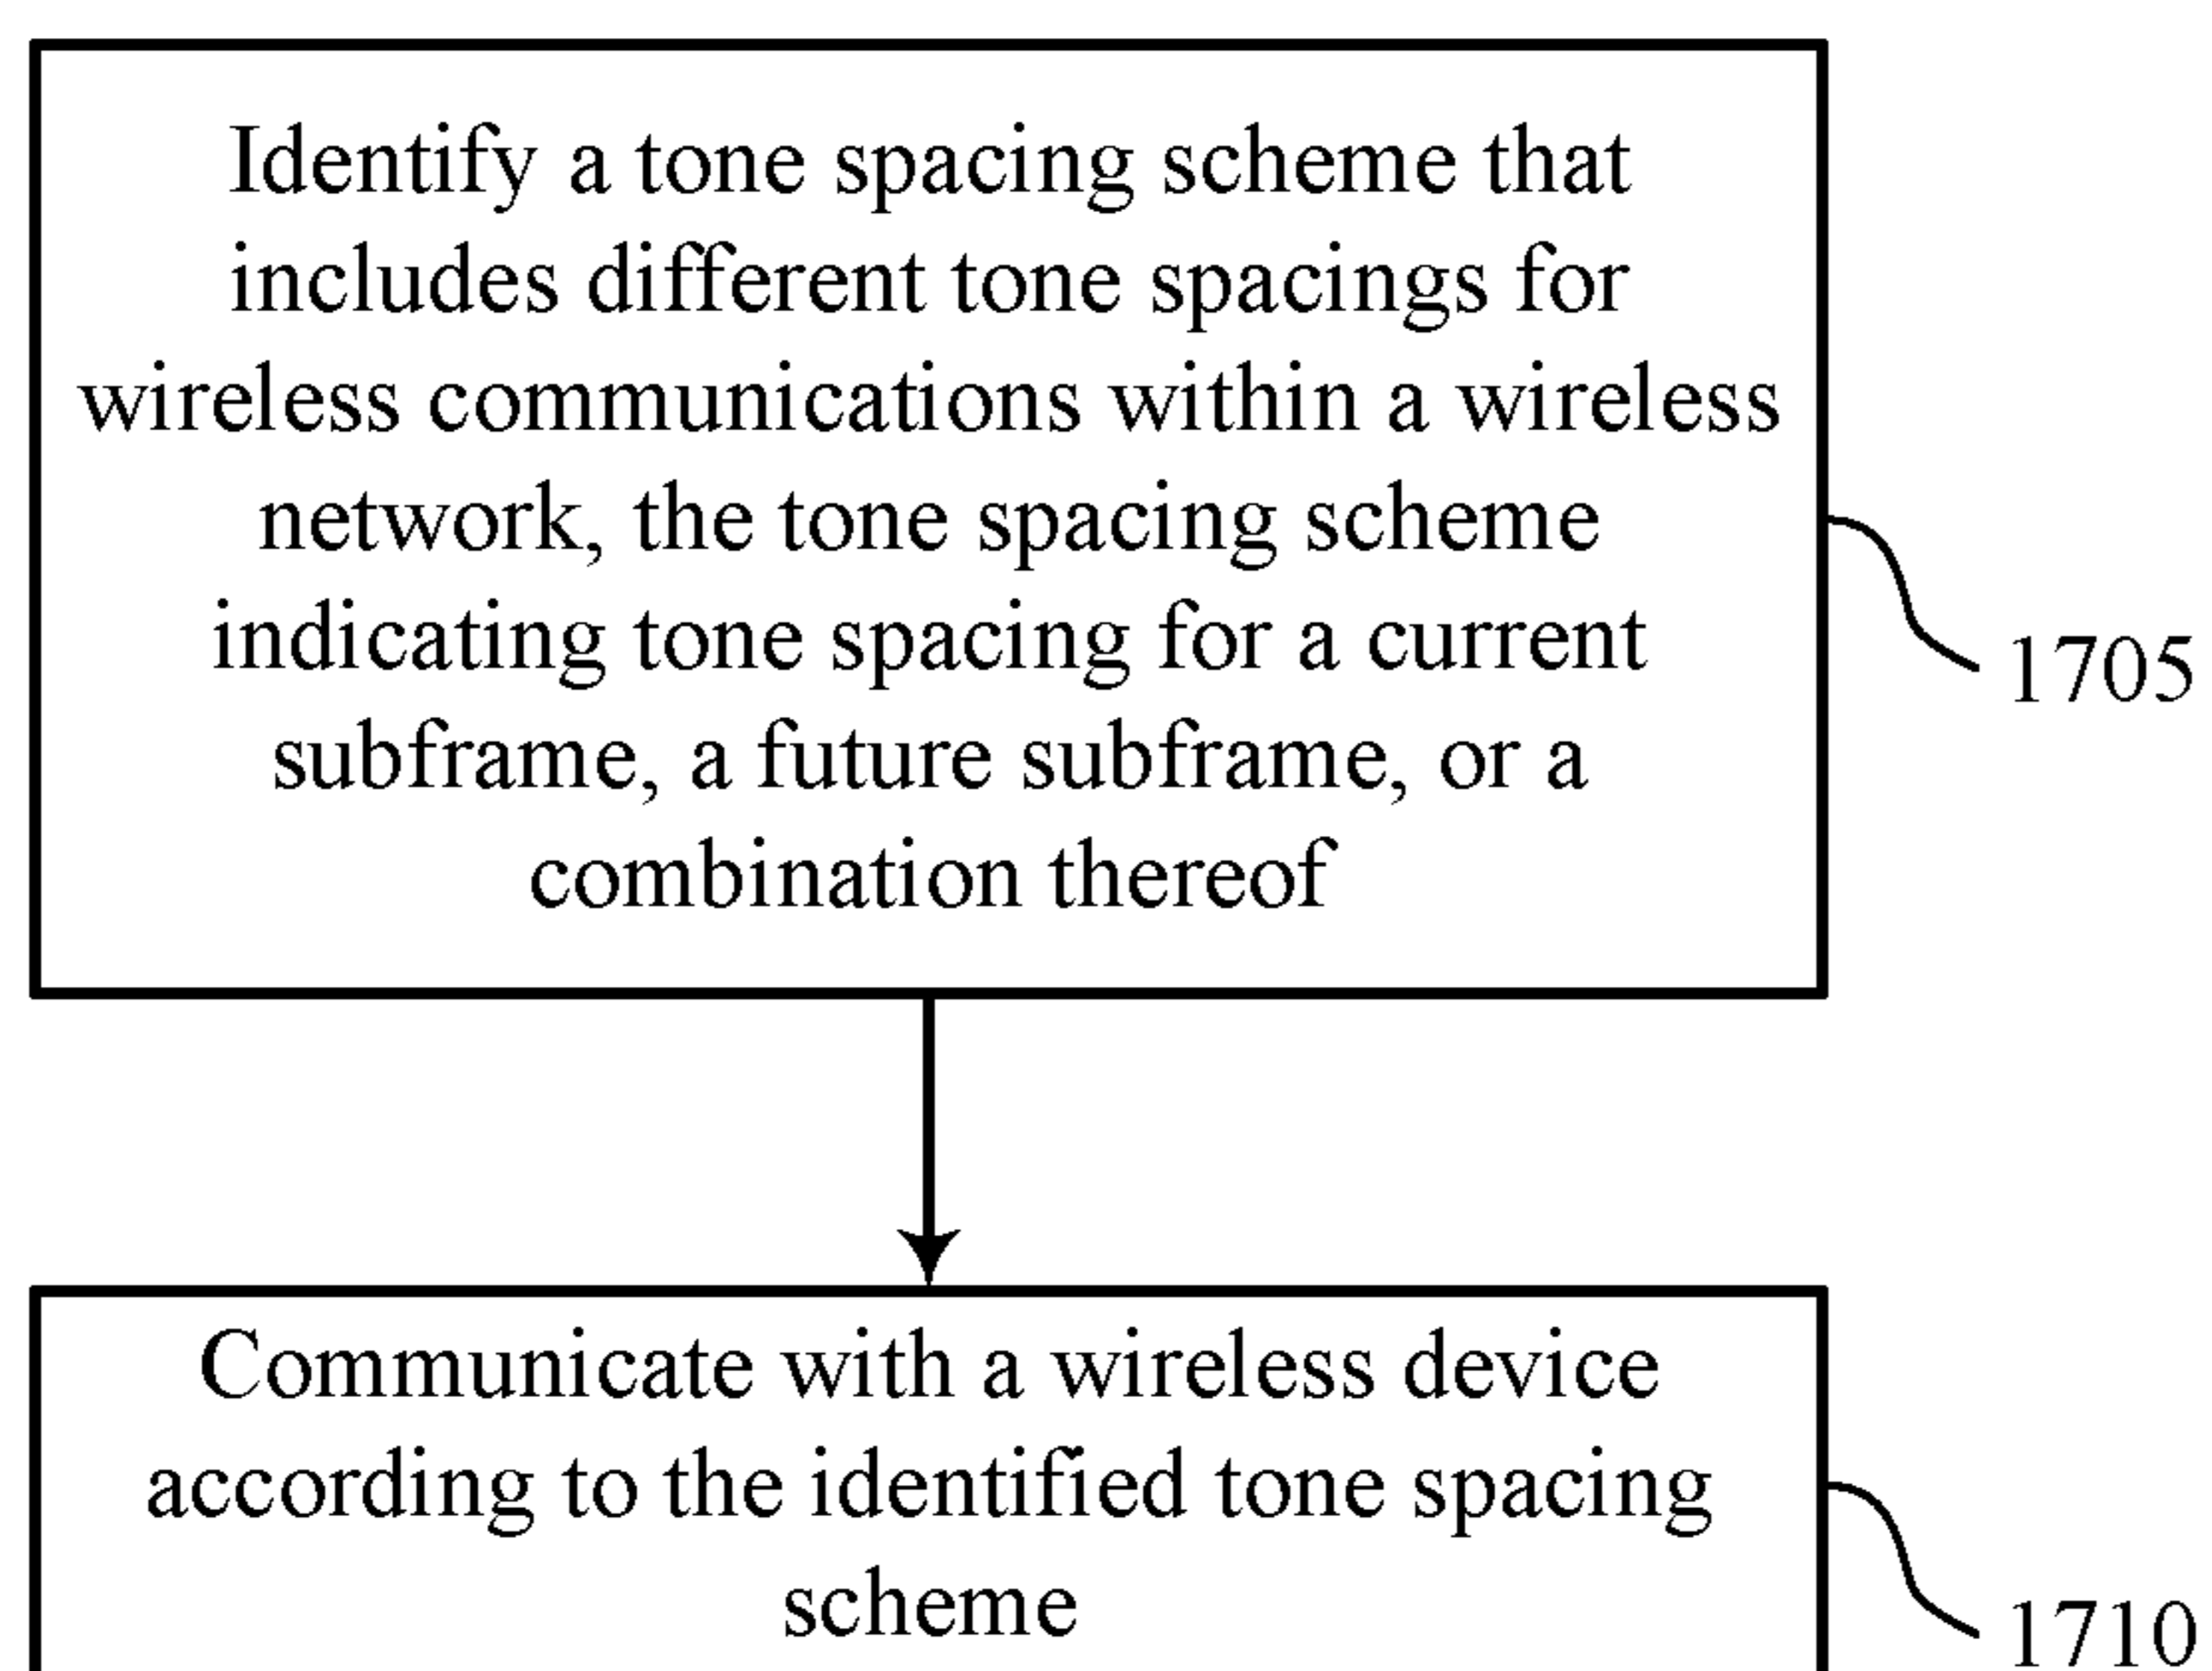 Identify a tone spacing scheme that
includes different tone spacings for
wireless communications within a wireless
network, the tone spacing scheme
indicating tone spacing for a current
subframe, a future subframe, or a
combination thereof
1705
Communicate with a wireless device
according to the identified tone spacing
scheme
1710